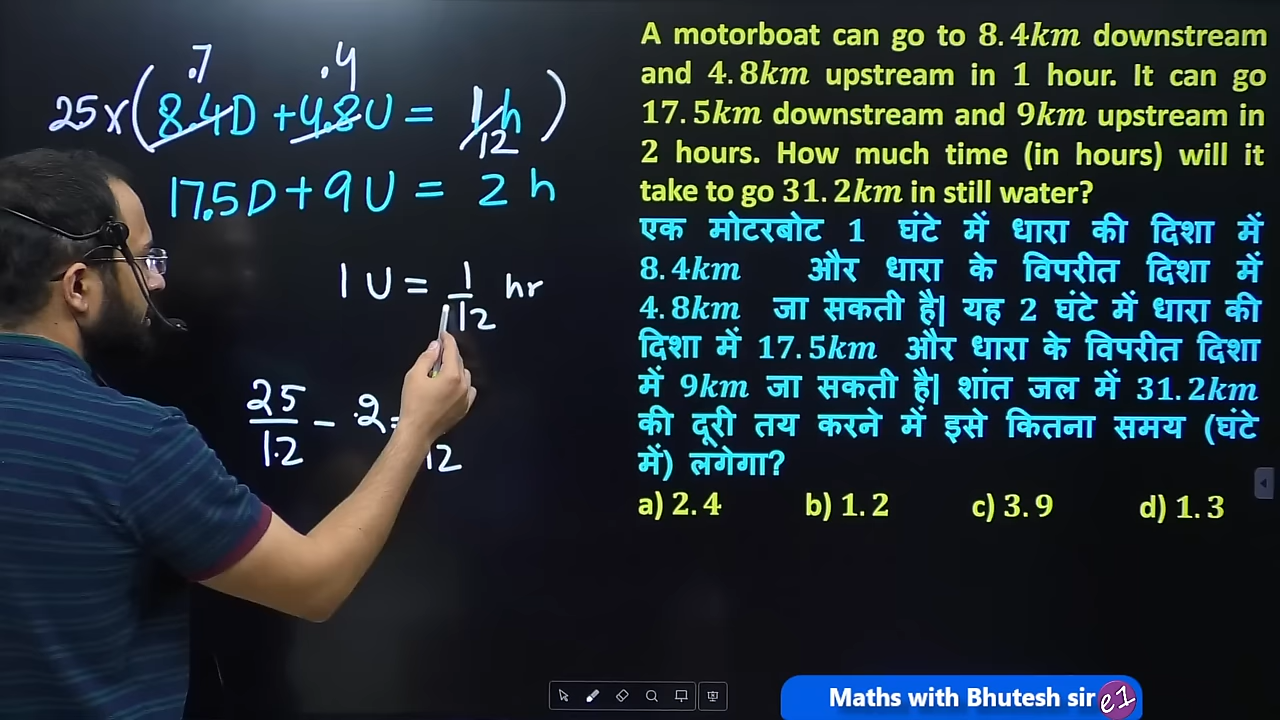 .7 .4
25×(8.4D + 4.8U = 1/12 h)
17.5D + 9U = 2 h
1 U = 1/12 hr
25/12 - 2 =
12
A motorboat can go to 8.4km downstream
and 4.8km upstream in 1 hour. It can go
17.5km downstream and 9km upstream in
2 hours. How much time (in hours) will it
take to go 31.2km in still water?
एक मोटरबोट 1 घंटे में धारा की दिशा में
8.4km और धारा के विपरीत दिशा में
4.8km जा सकती है| यह 2 घंटे में धारा की
दिशा में 17.5km और धारा के विपरीत दिशा
में 9km जा सकती है| शांत जल में 31.2km
की दूरी तय करने में इसे कितना समय (घंटे
में) लगेगा?
a) 2.4 b) 1.2 c) 3.9 d) 1.3
Maths with Bhutesh sir e1